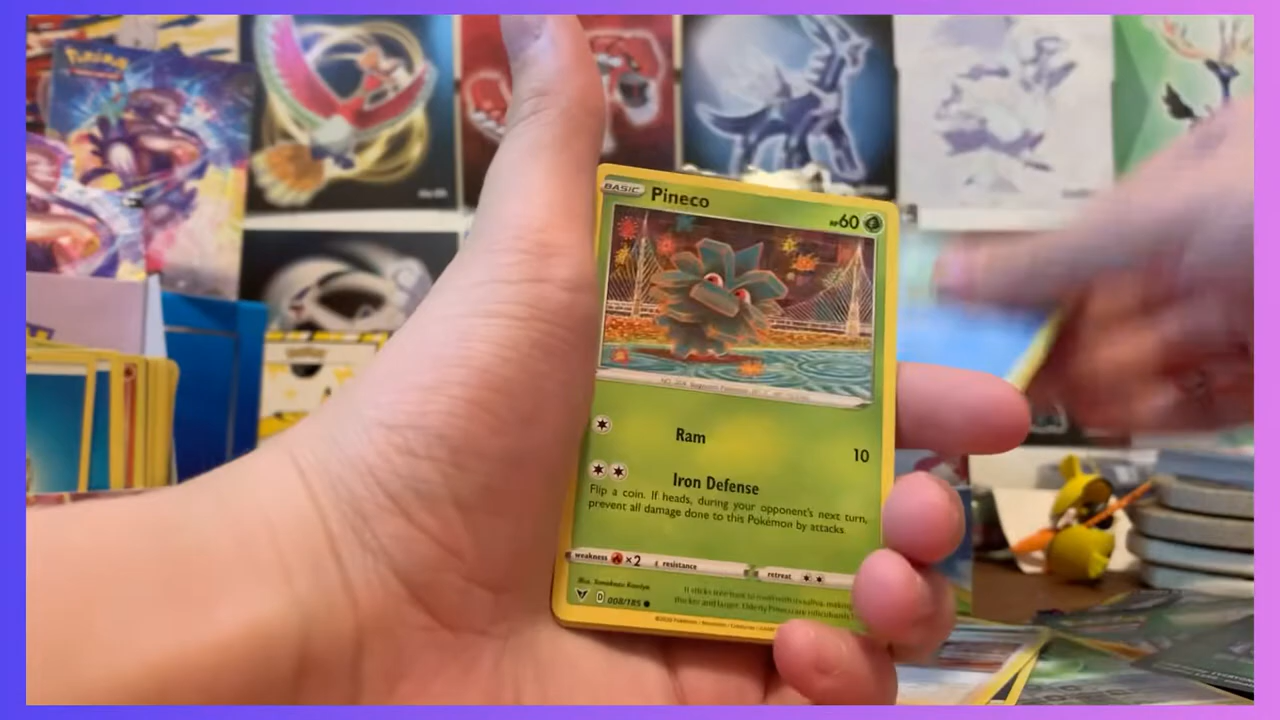 Pokémon
BASIC Pineco HP60
Ram 10
Iron Defense
Flip a coin. If heads, during your opponent's next turn,
prevent all damage done to this Pokémon by attacks.
weakness ×2 resistance retreat
D 008/185